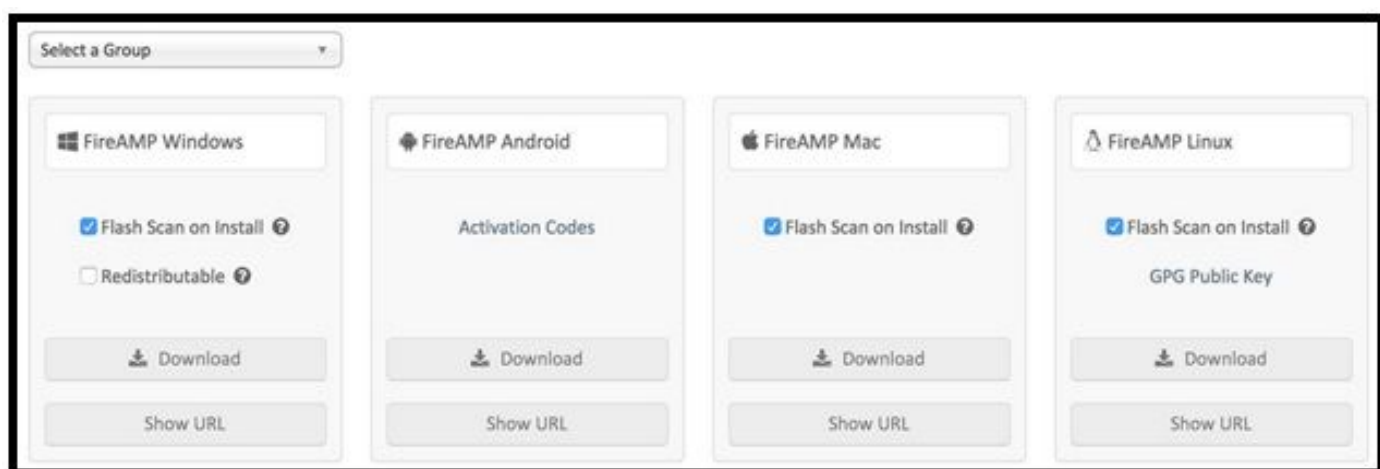 Select a Group
FireAMP Windows
Flash Scan on Install
Redistributable
Download
Show URL
FireAMP Android
Activation Codes
Download
Show URL
FireAMP Mac
Flash Scan on Install
Download
Show URL
FireAMP Linux
Flash Scan on Install
GPG Public Key
Download
Show URL